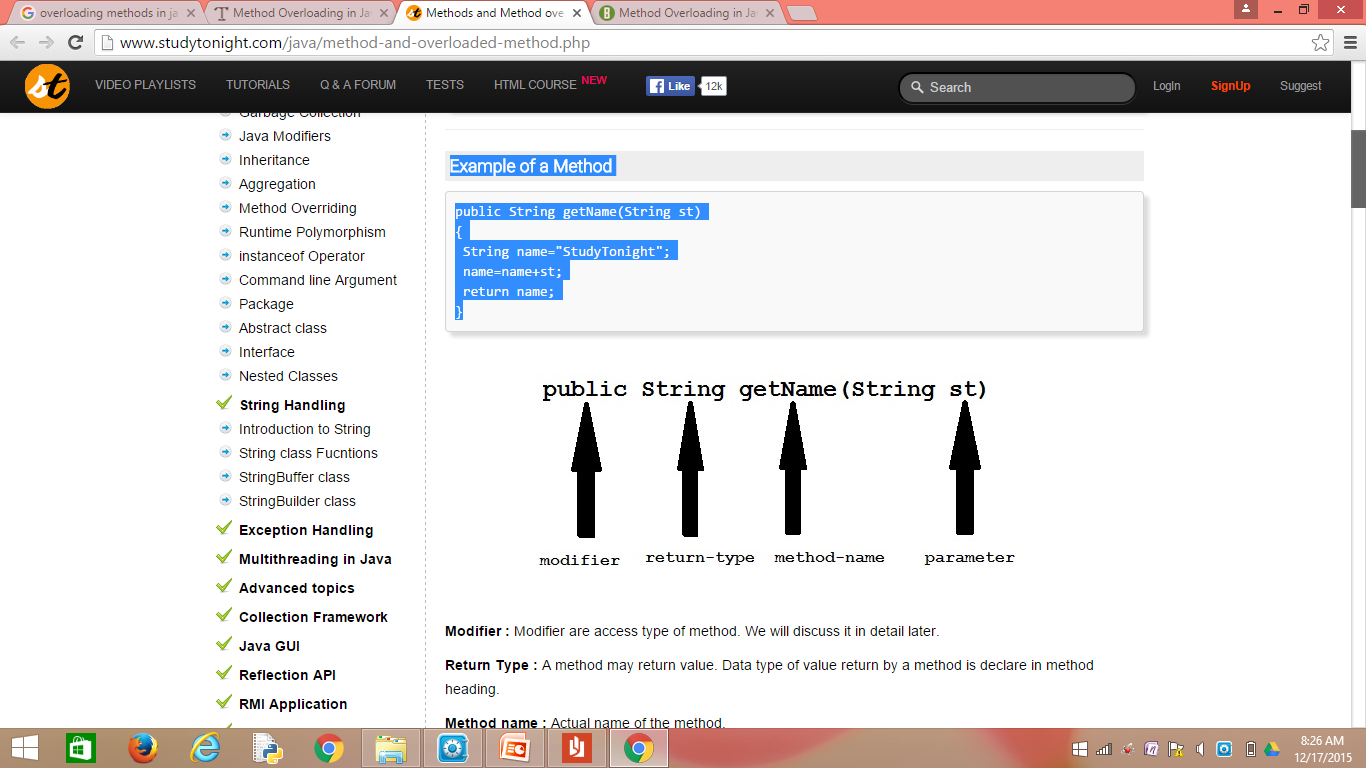 overloading methods in ja
Method Overloading in Ja
Methods and Method ove
Method Overloading in Ja
www.studytonight.com/java/method-and-overloaded-method.php
st
VIDEO PLAYLISTS
TUTORIALS
Q & A FORUM
TESTS
HTML COURSE NEW
Like
12k
Search
LogIn
SignUp
Suggest
Garbage Collection
Java Modifiers
Inheritance
Aggregation
Method Overriding
Runtime Polymorphism
instanceof Operator
Command line Argument
Package
Abstract class
Interface
Nested Classes
String Handling
Introduction to String
String class Fucntions
StringBuffer class
StringBuilder class
Exception Handling
Multithreading in Java
Advanced topics
Collection Framework
Java GUI
Reflection API
RMI Application
Example of a Method
public String getName(String st)
{
String name="StudyTonight";
name=name+st;
return name;
}
public String getName(String st)
modifier return-type method-name parameter
Modifier : Modifier are access type of method. We will discuss it in detail later.
Return Type : A method may return value. Data type of value return by a method is declare in method
heading.
Method name : Actual name of the method.
8:26 AM
12/17/2015